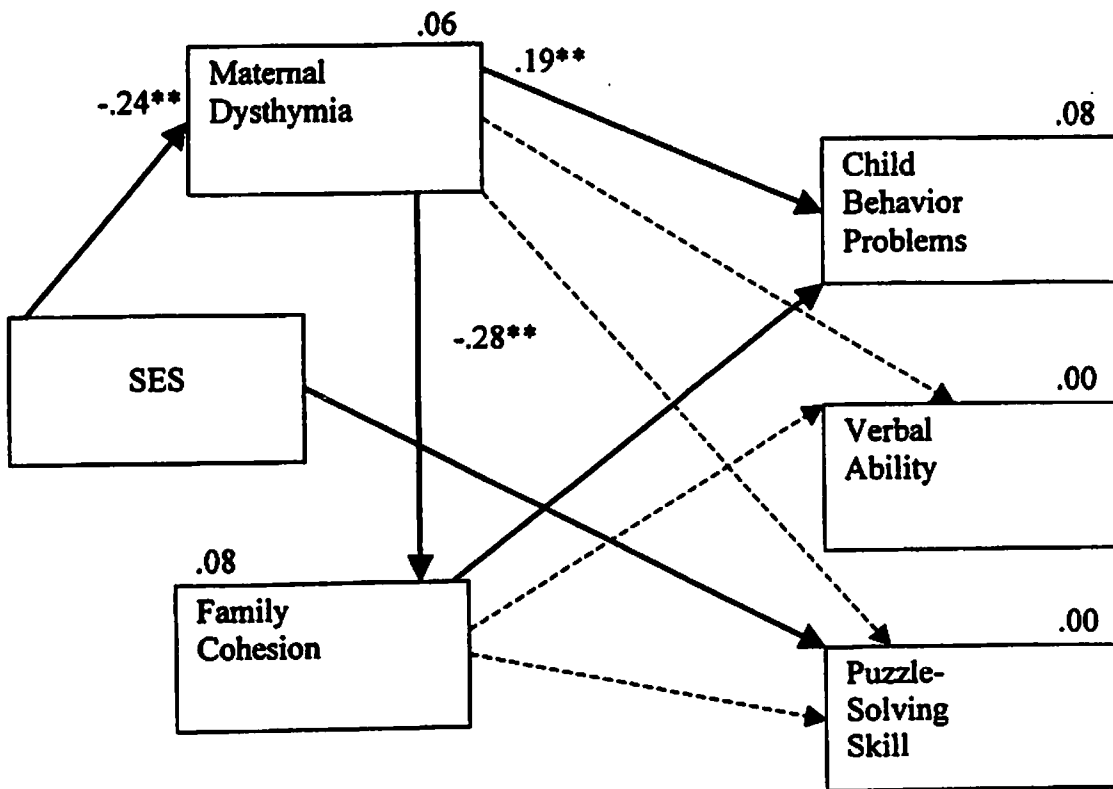 .06
Maternal
Dysthymia
.19**
-.24**
.08
Child
Behavior
Problems
SES
-.28**
.00
Verbal
Ability
.08
Family
Cohesion
.00
Puzzle-
Solving
Skill